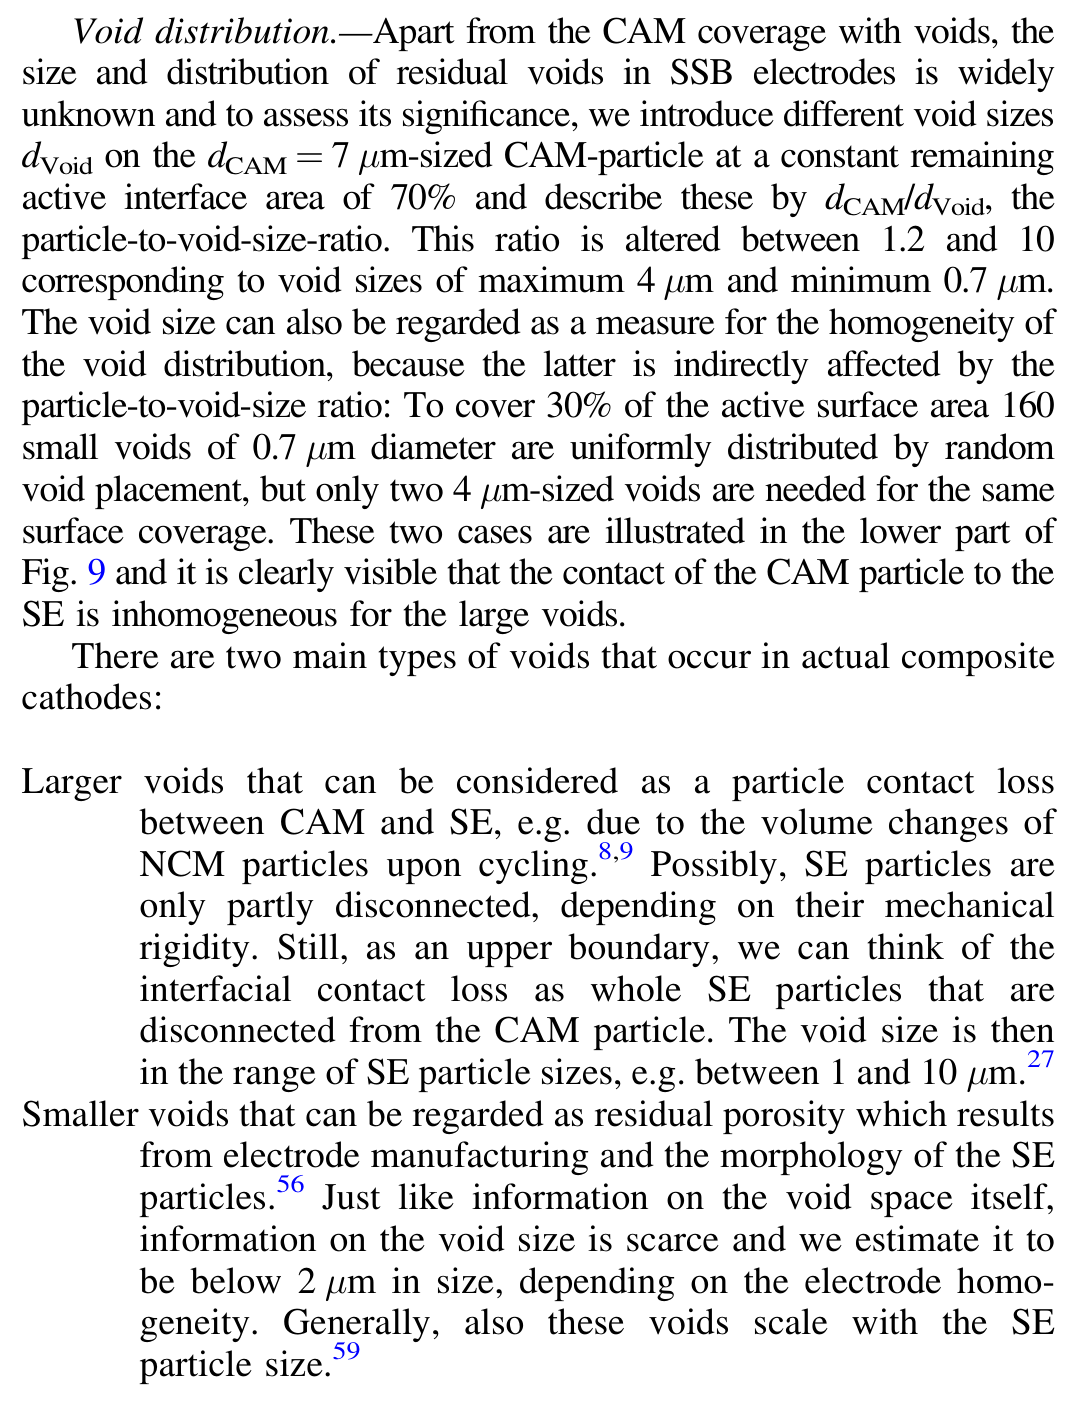 Void distribution.—Apart from the CAM coverage with voids, the
size and distribution of residual voids in SSB electrodes is widely
unknown and to assess its significance, we introduce different void sizes
dVoid on the dCAM = 7 μm-sized CAM-particle at a constant remaining
active interface area of 70% and describe these by dCAM/dVoid, the
particle-to-void-size-ratio. This ratio is altered between 1.2 and 10
corresponding to void sizes of maximum 4 μm and minimum 0.7 μm.
The void size can also be regarded as a measure for the homogeneity of
the void distribution, because the latter is indirectly affected by the
particle-to-void-size ratio: To cover 30% of the active surface area 160
small voids of 0.7 μm diameter are uniformly distributed by random
void placement, but only two 4 μm-sized voids are needed for the same
surface coverage. These two cases are illustrated in the lower part of
Fig. 9 and it is clearly visible that the contact of the CAM particle to the
SE is inhomogeneous for the large voids.
There are two main types of voids that occur in actual composite
cathodes:
Larger voids that can be considered as a particle contact loss
between CAM and SE, e.g. due to the volume changes of
NCM particles upon cycling.8,9 Possibly, SE particles are
only partly disconnected, depending on their mechanical
rigidity. Still, as an upper boundary, we can think of the
interfacial contact loss as whole SE particles that are
disconnected from the CAM particle. The void size is then
in the range of SE particle sizes, e.g. between 1 and 10 μm.27
Smaller voids that can be regarded as residual porosity which results
from electrode manufacturing and the morphology of the SE
particles.56 Just like information on the void space itself,
information on the void size is scarce and we estimate it to
be below 2 μm in size, depending on the electrode homo-
geneity. Generally, also these voids scale with the SE
particle size.59